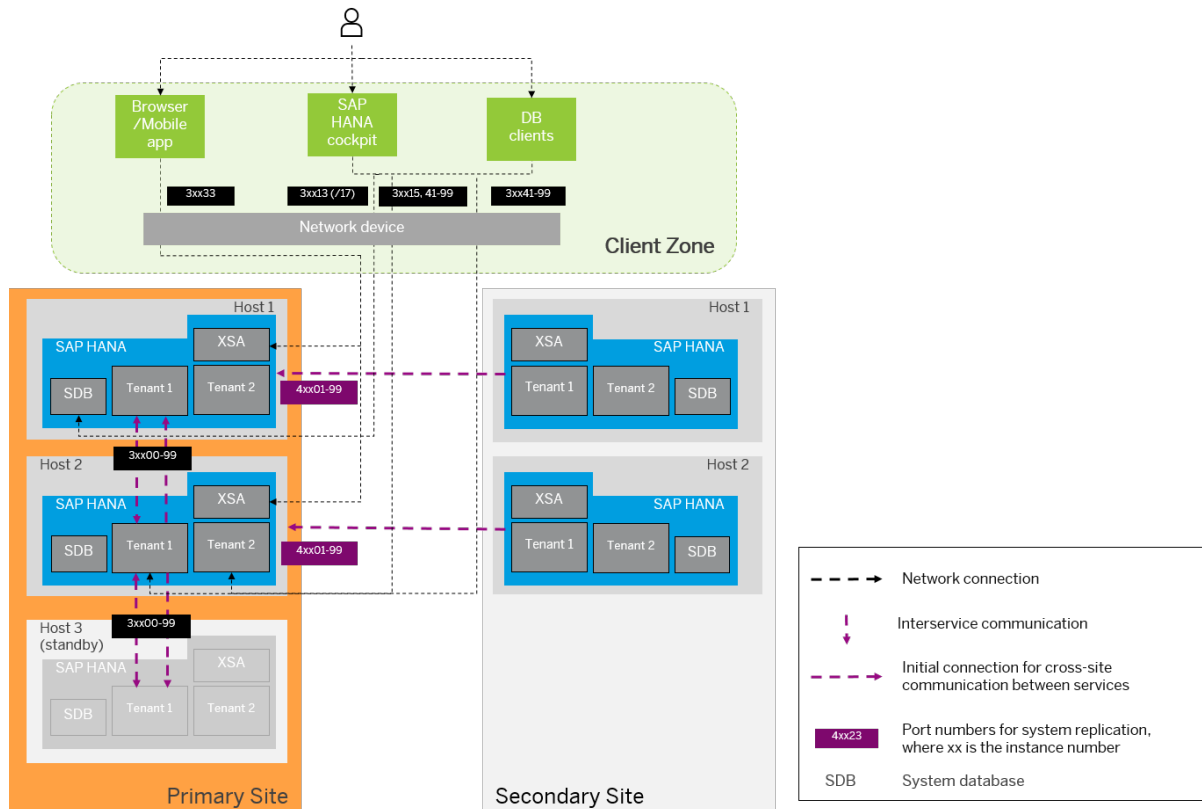 Browser
/Mobile
app
SAP
HANA
cockpit
DB
clients
3xx33
3xx13 (/17)
3xx15, 41-99
3xx41-99
Network device
Client Zone
Host 1
XSA
SAP HANA
SDB
Tenant 1
Tenant 2
4xx01-99
3xx00-99
Host 2
XSA
SAP HANA
SDB
Tenant 1
Tenant 2
4xx01-99
3xx00-99
Host 3
(standby)
XSA
SAP HANA
SDB
Tenant 1
Tenant 2
Primary Site
Host 1
XSA
SAP HANA
Tenant 1
Tenant 2
SDB
Host 2
XSA
SAP HANA
Tenant 1
Tenant 2
SDB
Secondary Site
Network connection
Interservice communication
Initial connection for cross-site
communication between services
4xx23
Port numbers for system replication,
where xx is the instance number
SDB
System database